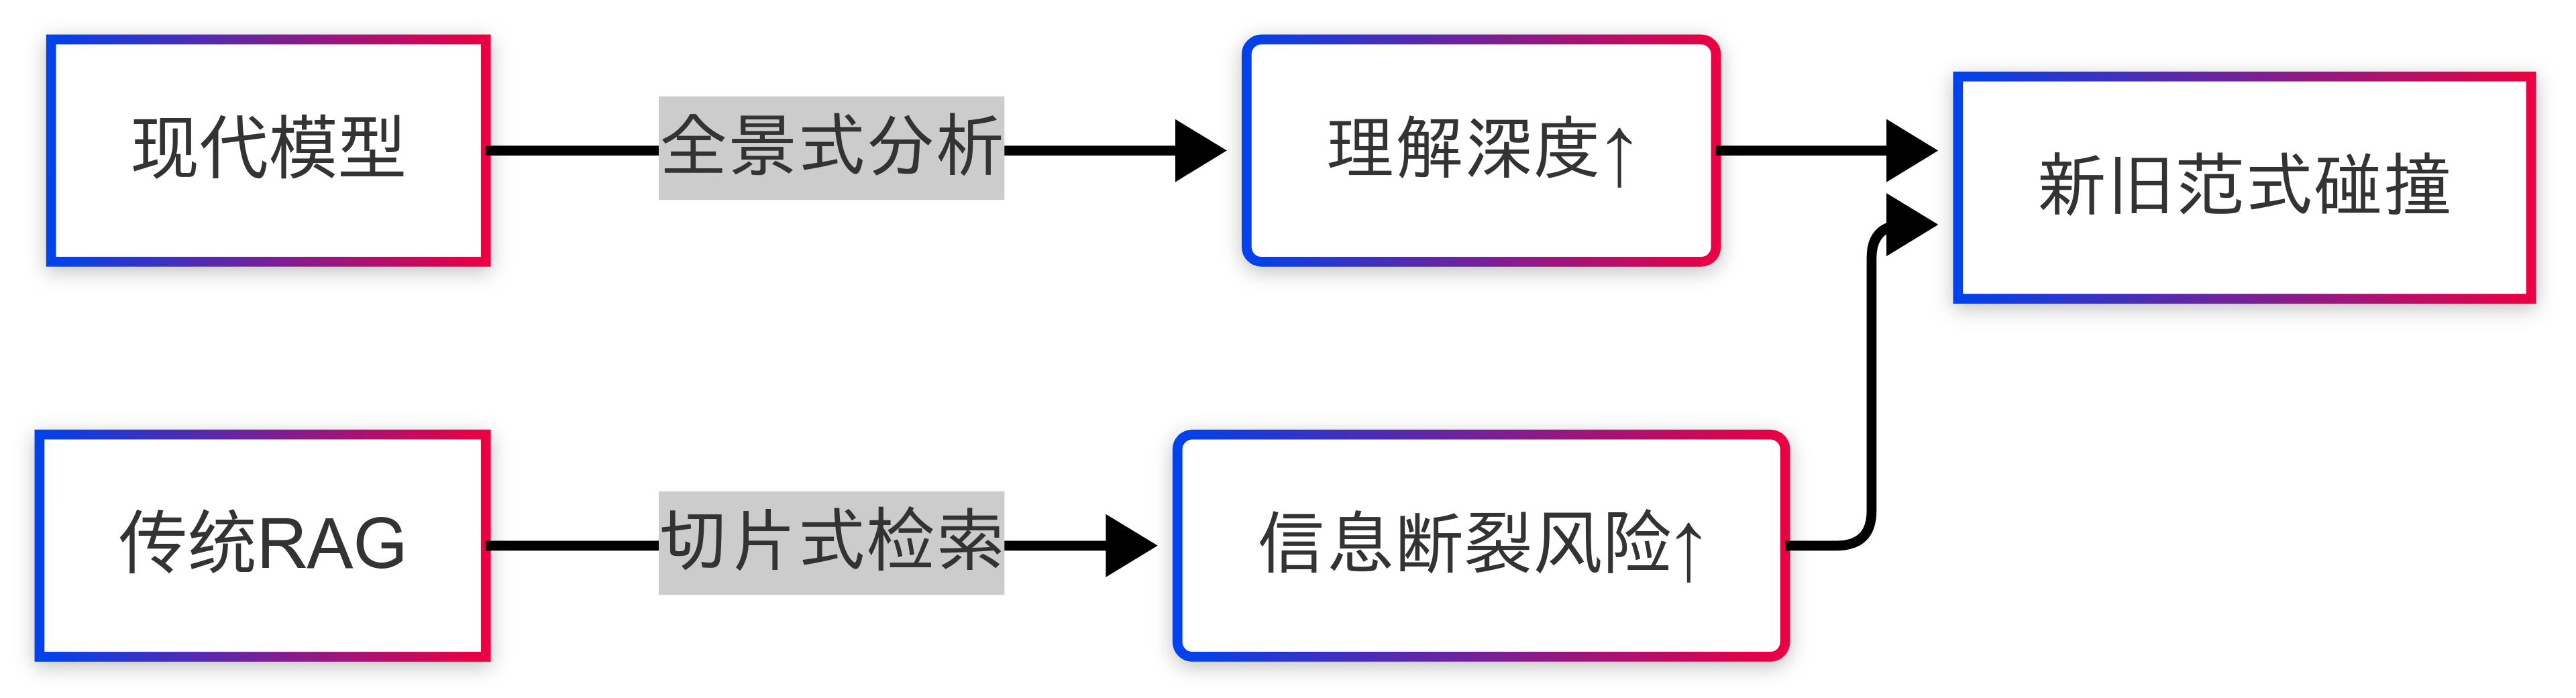 现代模型
全景式分析
理解深度↑
新旧范式碰撞
传统RAG
切片式检索
信息断裂风险↑